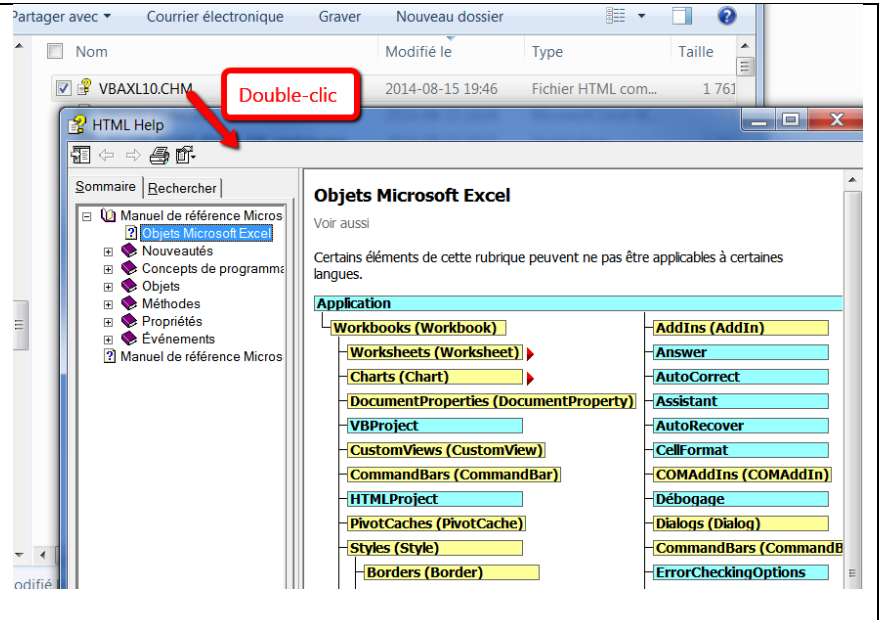 Partager avec Courrier électronique Graver Nouveau dossier
Nom Modifié le Type Taille
VBAXL10.CHM 2014-08-15 19:46 Fichier HTML com... 1 761
Double-clic
HTML Help
Sommaire Rechercher
Manuel de référence Micros
Objets Microsoft Excel
Nouveautés
Concepts de programma
Objets
Méthodes
Propriétés
Événements
Manuel de référence Micros
Objets Microsoft Excel
Voir aussi
Certains éléments de cette rubrique peuvent ne pas être applicables à certaines
langues.
Application
Workbooks (Workbook)
Worksheets (Worksheet)
Charts (Chart)
DocumentProperties (DocumentProperty)
VBProject
CustomViews (CustomView)
CommandBars (CommandBar)
HTMLProject
PivotCaches (PivotCache)
Styles (Style)
Borders (Border)
AddIns (AddIn)
Answer
AutoCorrect
Assistant
AutoRecover
CellFormat
COMAddIns (COMAddIn)
Débogage
Dialogs (Dialog)
CommandBars (CommandB
ErrorCheckingOptions
odifié